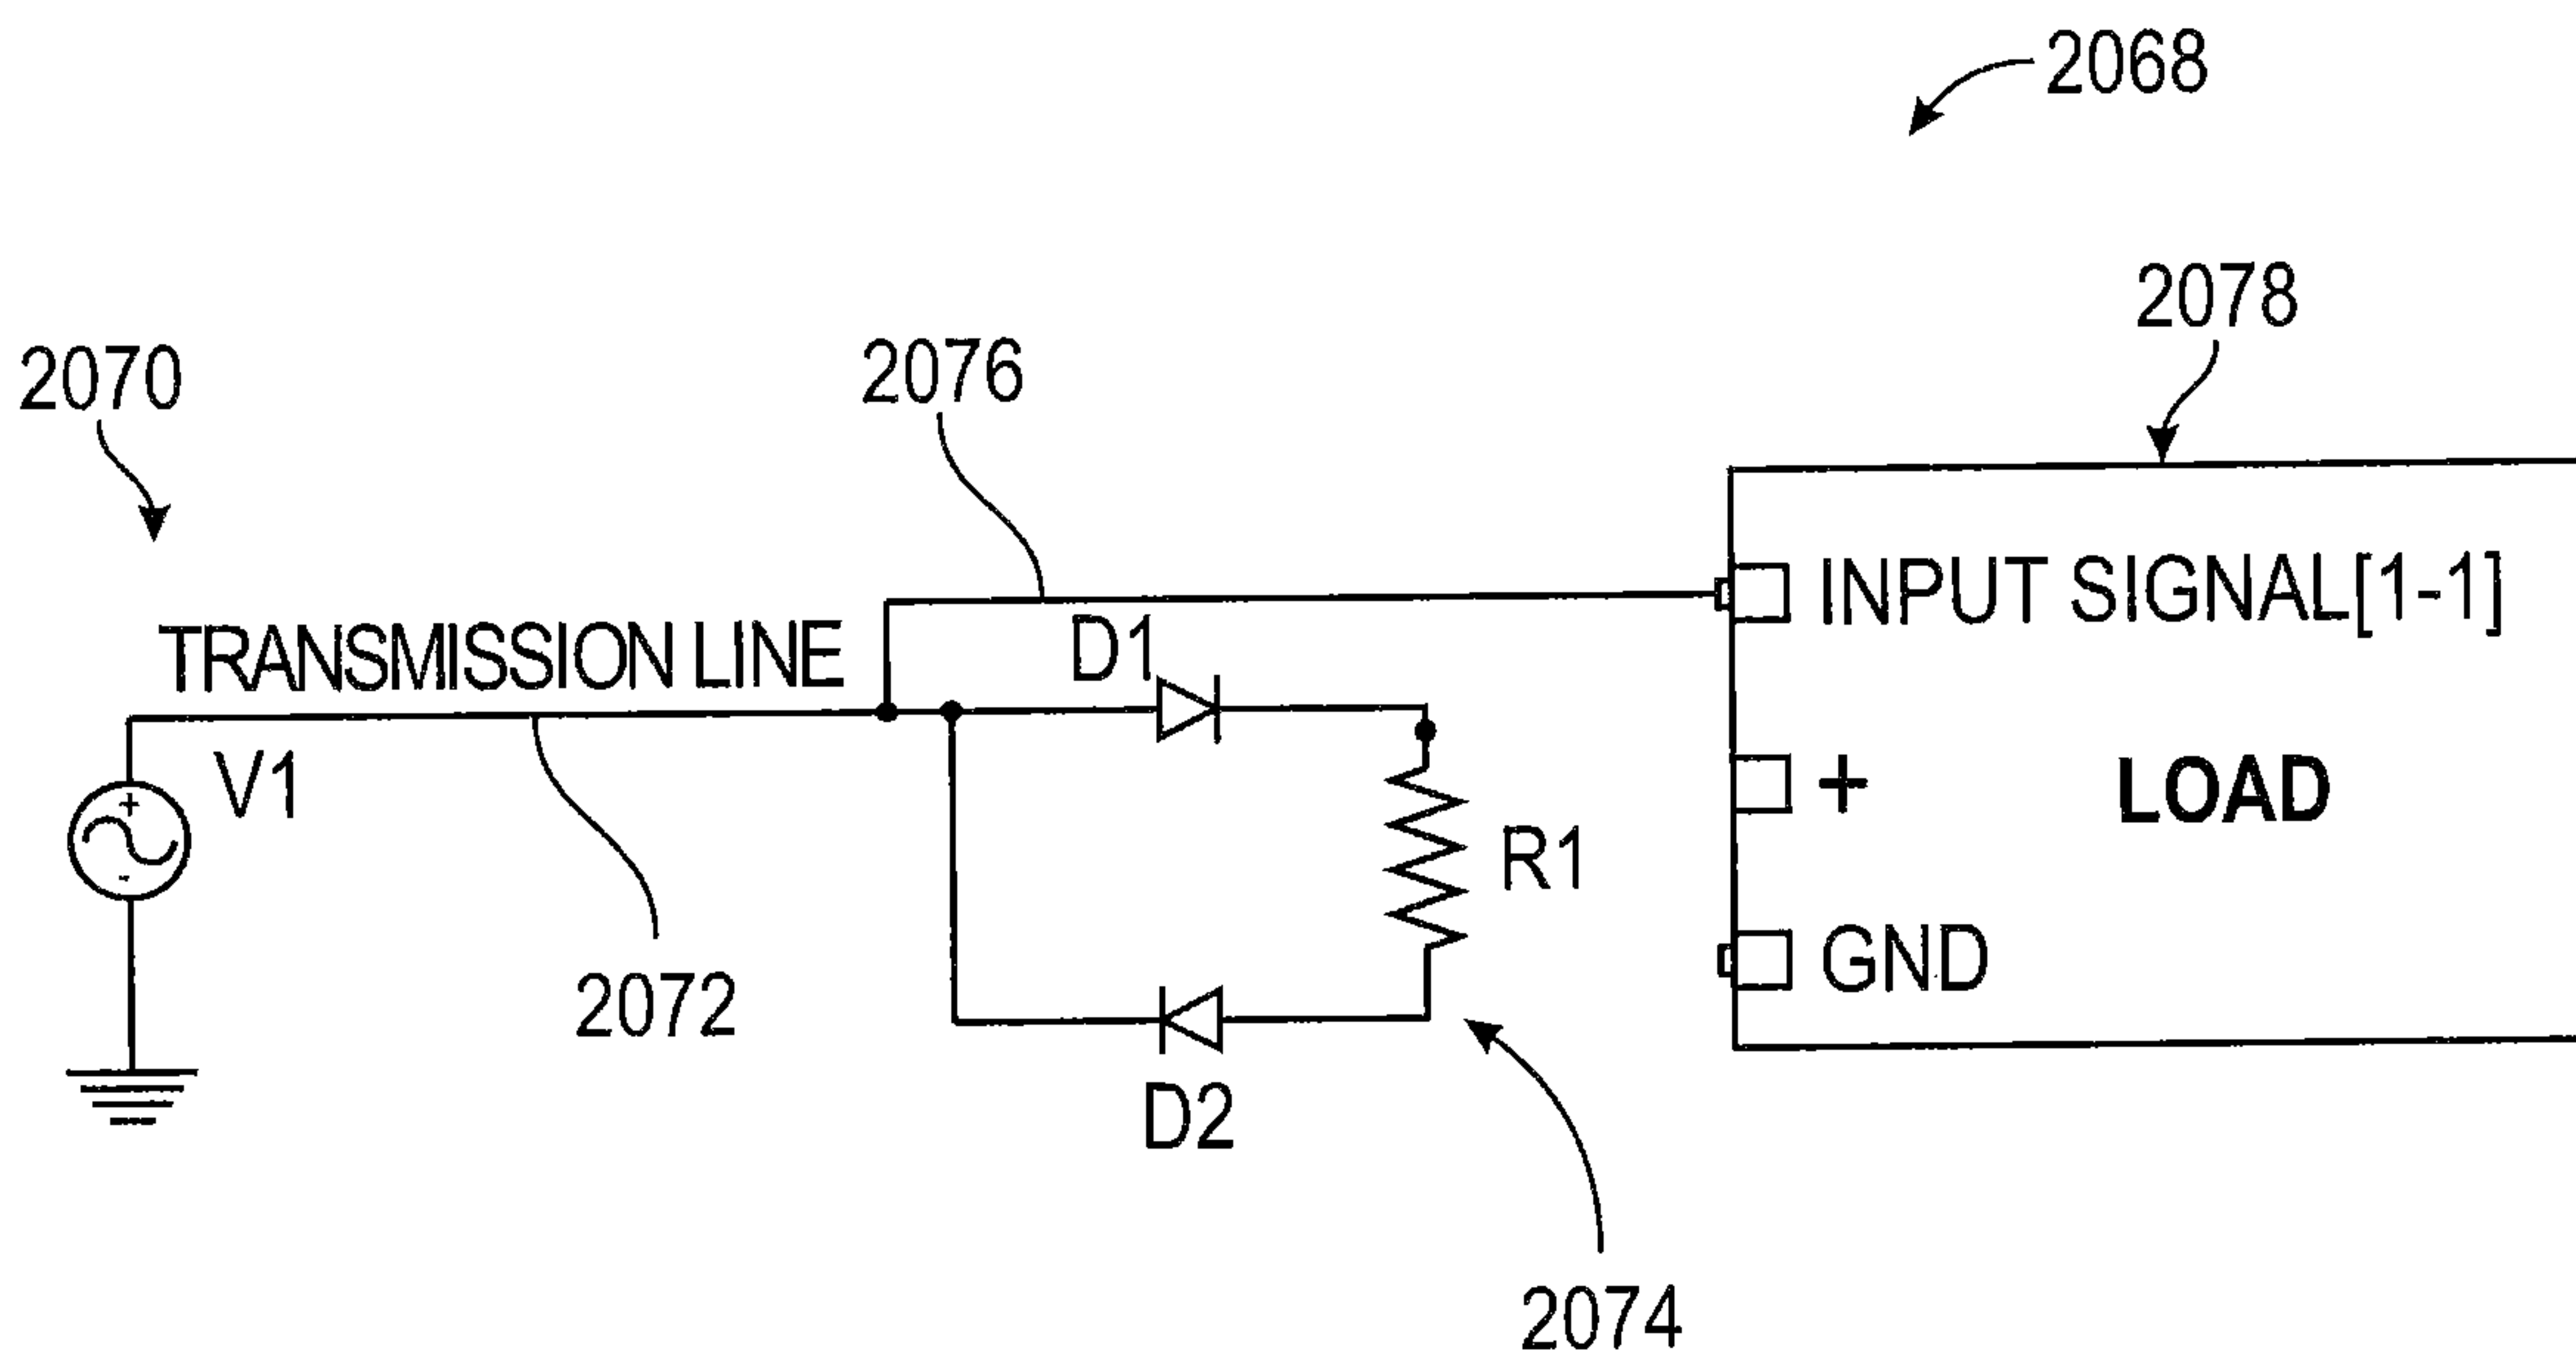 2068
2078
2070
2076
INPUT SIGNAL[1-1]
TRANSMISSION LINE
D1
V1
+
LOAD
+
-
R1
GND
2072
D2
2074